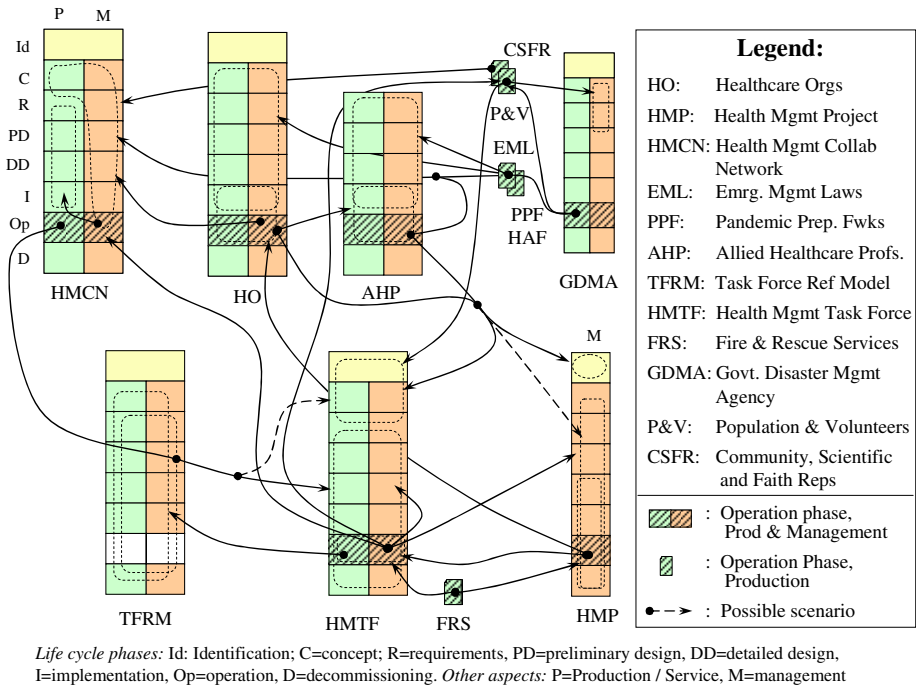 P M
Id
C
R
PD
DD
I
Op
D
HMCN
HO
AHP
CSFR
P&V
EML
PPF
HAF
GDMA
M
TFRM
HMTF
FRS
HMP
Legend:
HO: Healthcare Orgs
HMP: Health Mgmt Project
HMCN: Health Mgmt Collab
Network
EML: Emrg. Mgmt Laws
PPF: Pandemic Prep. Fwks
AHP: Allied Healthcare Profs.
TFRM: Task Force Ref Model
HMTF: Health Mgmt Task Force
FRS: Fire & Rescue Services
GDMA: Govt. Disaster Mgmt
Agency
P&V: Population & Volunteers
CSFR: Community, Scientific
and Faith Reps
: Operation phase,
Prod & Management
: Operation Phase,
Production
: Possible scenario
Life cycle phases: Id: Identification; C=concept; R=requirements, PD=preliminary design, DD=detailed design,
I=implementation, Op=operation, D=decommissioning. Other aspects: P=Production / Service, M=management